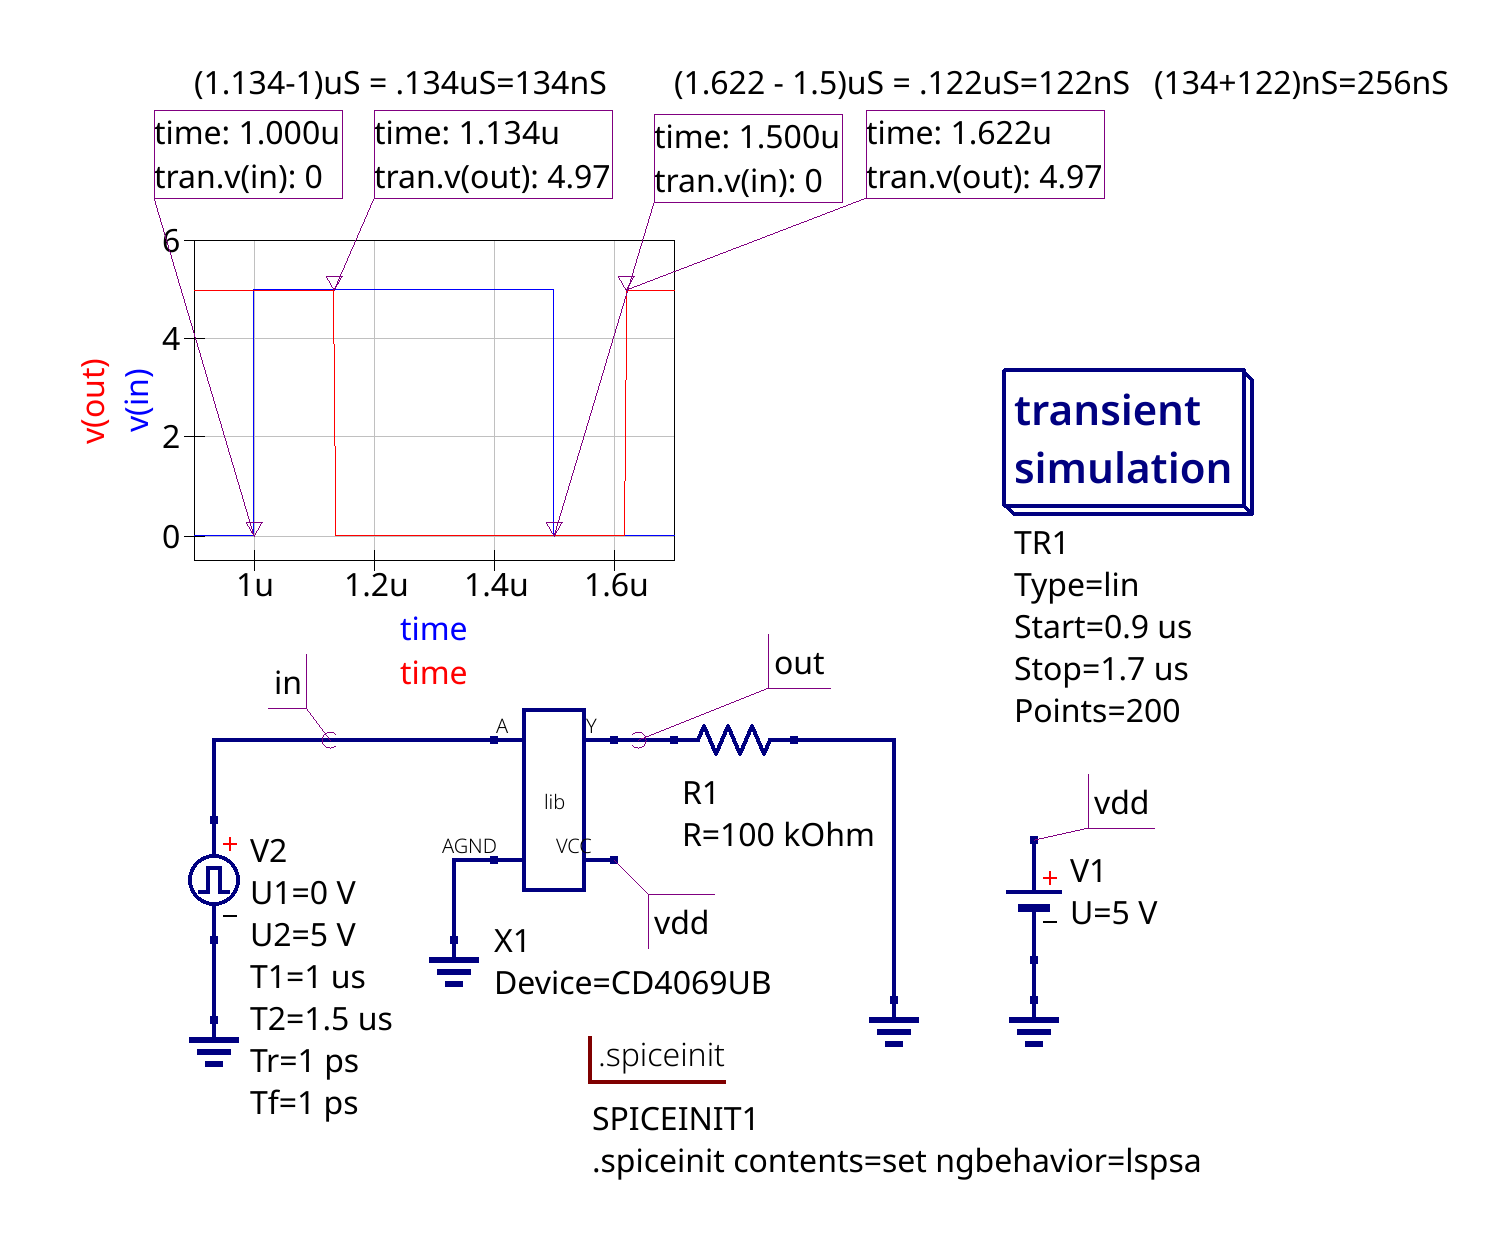 (1.134-1)uS = .134uS=134nS
(1.622 - 1.5)uS = .122uS=122nS
(134+122)nS=256nS
time: 1.000u
tran.v(in): 0
time: 1.134u
tran.v(out): 4.97
time: 1.500u
tran.v(in): 0
time: 1.622u
tran.v(out): 4.97
6
4
2
0
v(out)
v(in)
1u
1.2u
1.4u
1.6u
time
time
transient
simulation
TR1
Type=lin
Start=0.9 us
Stop=1.7 us
Points=200
in
out
A
Y
lib
AGND
VCC
R1
R=100 kOhm
vdd
+
V1
U=5 V
−
+
V2
U1=0 V
U2=5 V
T1=1 us
T2=1.5 us
Tr=1 ps
Tf=1 ps
−
vdd
X1
Device=CD4069UB
.spiceinit
SPICEINIT1
.spiceinit contents=set ngbehavior=lspsa